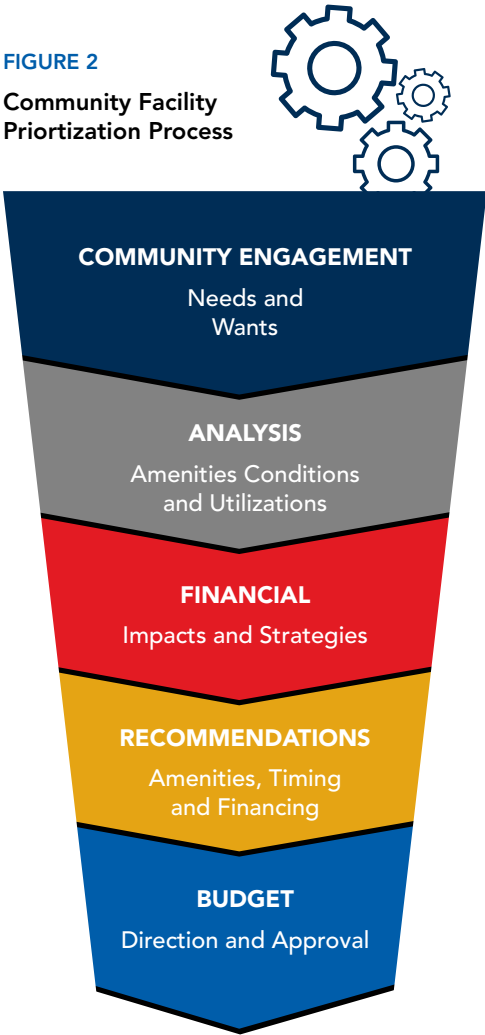 FIGURE 2
Community Facility
Priortization Process
COMMUNITY ENGAGEMENT
Needs and
Wants
ANALYSIS
Amenities Conditions
and Utilizations
FINANCIAL
Impacts and Strategies
RECOMMENDATIONS
Amenities, Timing
and Financing
BUDGET
Direction and Approval